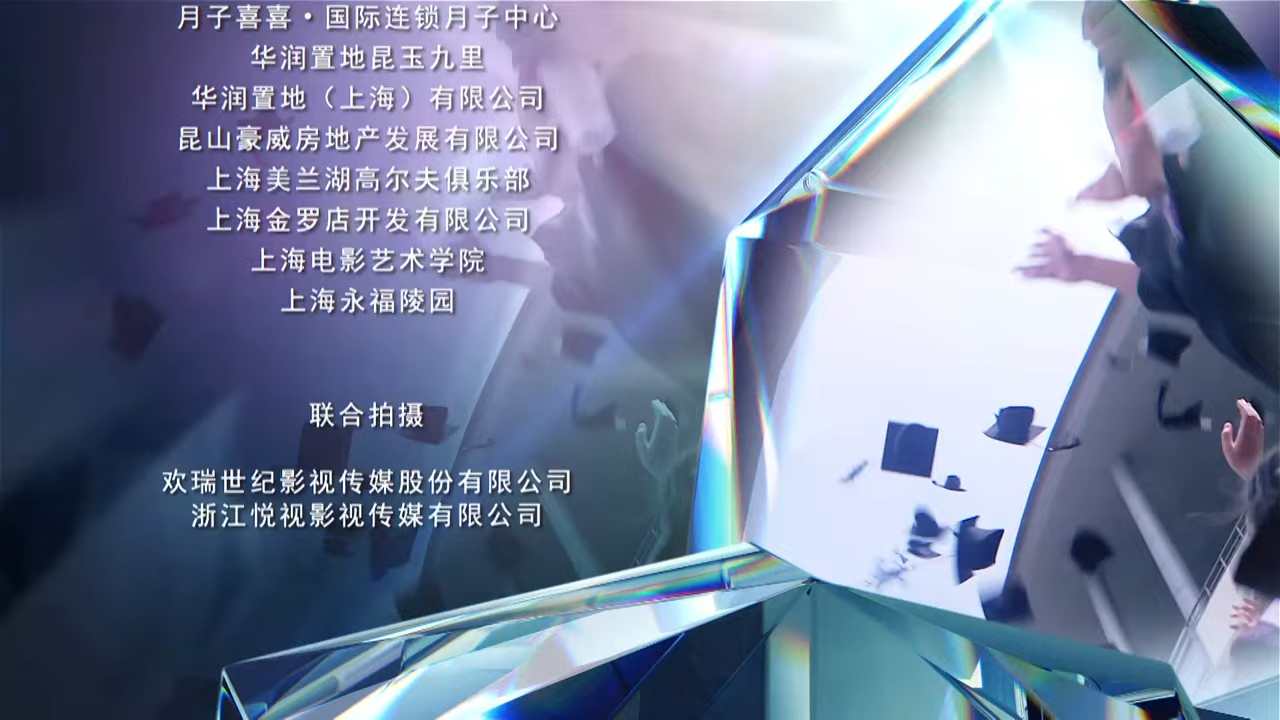 月子喜喜·国际连锁月子中心
华润置地昆玉九里
华润置地（上海）有限公司
昆山豪威房地产发展有限公司
上海美兰湖高尔夫俱乐部
上海金罗店开发有限公司
上海电影艺术学院
上海永福陵园
联合拍摄
欢瑞世纪影视传媒股份有限公司
浙江悦视影视传媒有限公司